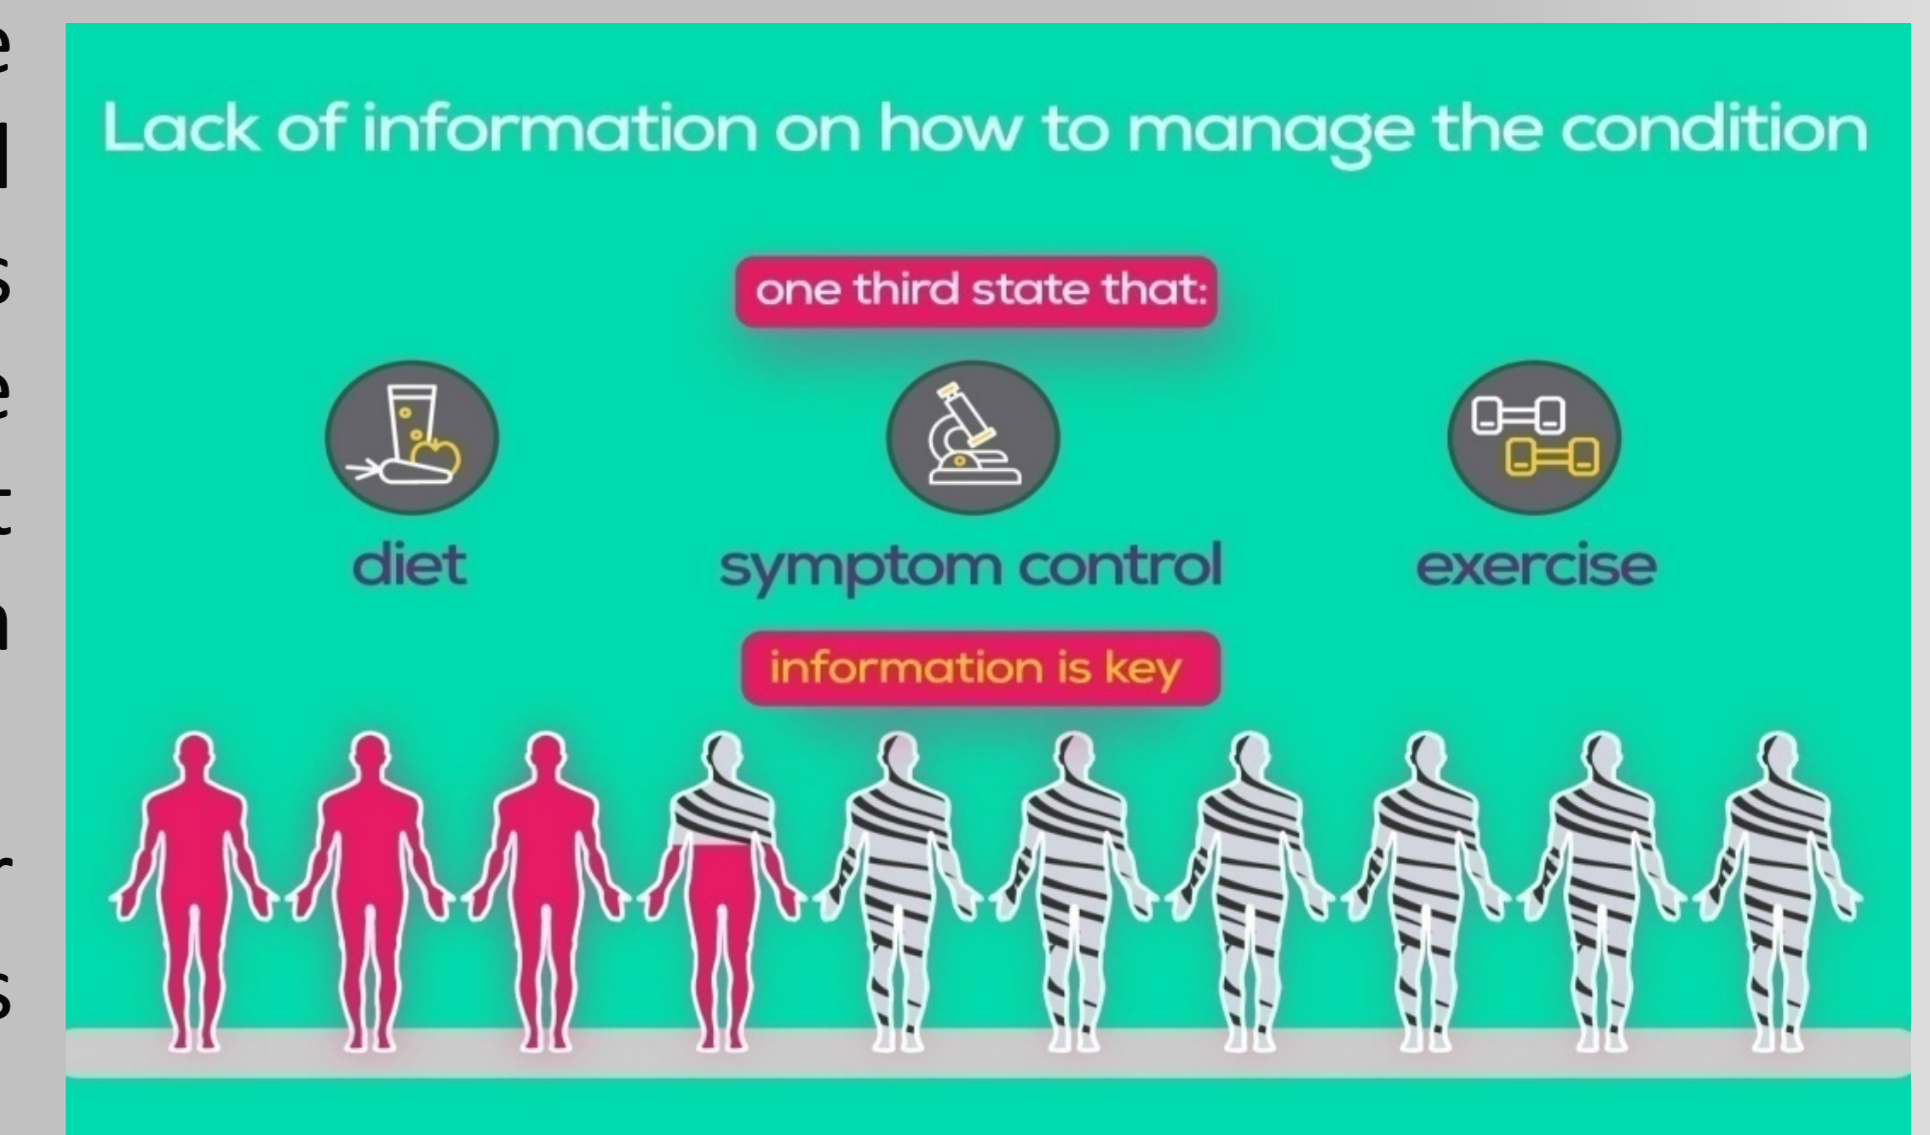 Lack of information on how to manage the condition
one third state that:
diet
symptom control
exercise
information is key